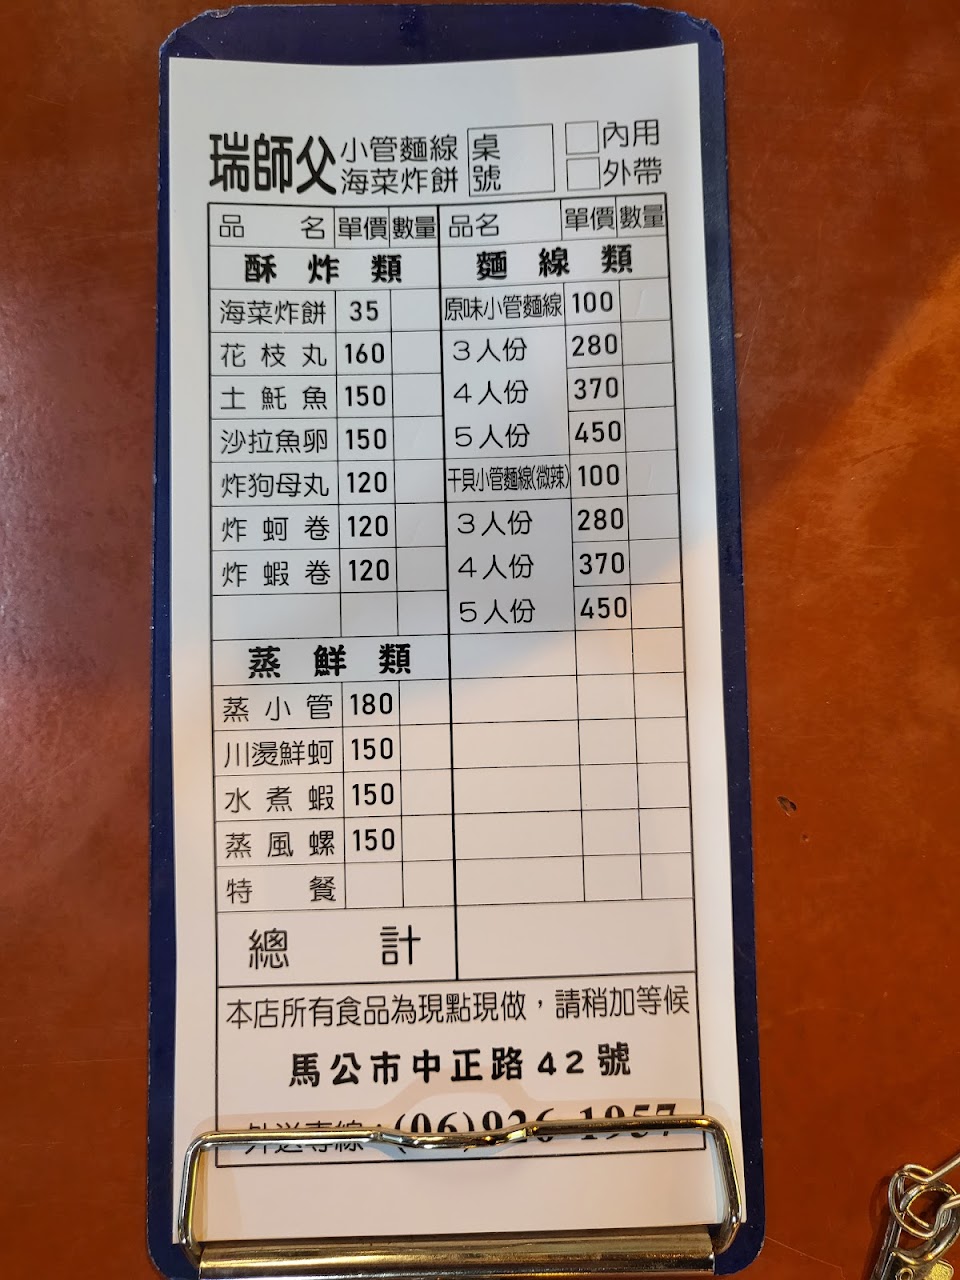 瑞師父 小管麵線 海菜炸餅 桌號 內用 外帶
品名 單價 數量 品名 單價 數量
酥炸類
海菜炸餅 35
花枝丸 160
土魠魚 150
沙拉魚卵 150
炸狗母丸 120
炸蚵卷 120
炸蝦卷 120
蒸鮮類
蒸小管 180
川燙鮮蚵 150
水煮蝦 150
蒸風螺 150
特餐
麵線類
原味小管麵線 100
3人份 280
4人份 370
5人份 450
干貝小管麵線(微辣) 100
3人份 280
4人份 370
5人份 450
總計
本店所有食品為現點現做，請稍加等候
馬公市中正路42號
外送專線：(06)926-1957